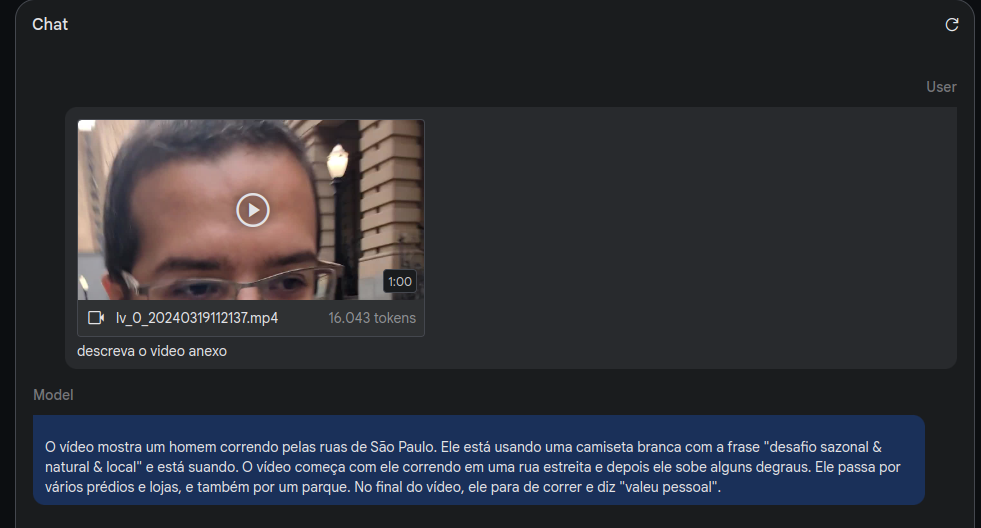 Chat
User
1:00
lv_0_20240319112137.mp4 16.043 tokens
descreva o video anexo
Model
O vídeo mostra um homem correndo pelas ruas de São Paulo. Ele está usando uma camiseta branca com a frase "desafio sazonal &
natural & local" e está suando. O vídeo começa com ele correndo em uma rua estreita e depois ele sobe alguns degraus. Ele passa por
vários prédios e lojas, e também por um parque. No final do vídeo, ele para de correr e diz "valeu pessoal".